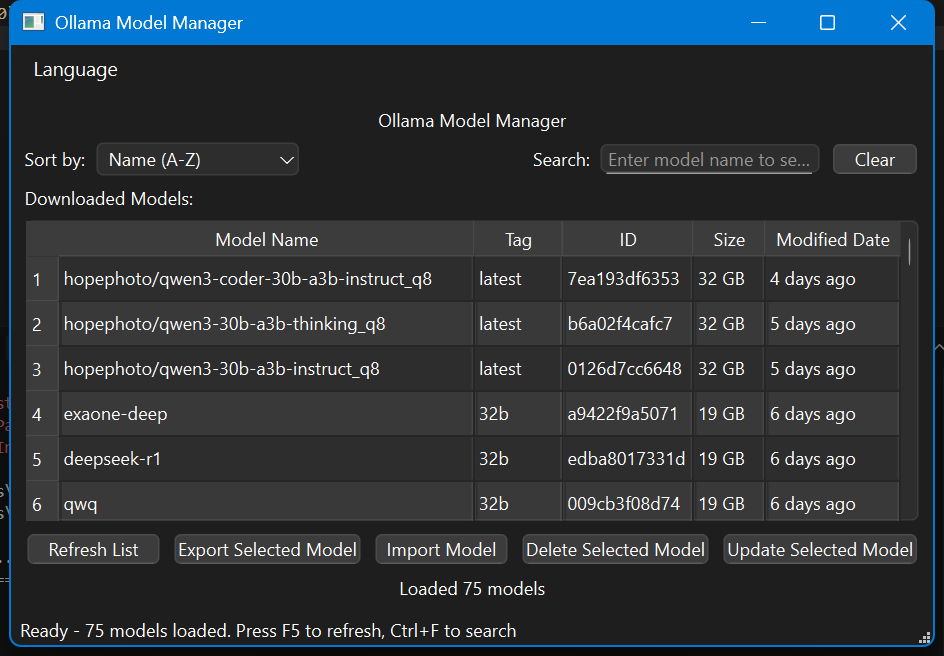 Ollama Model Manager
Language
Ollama Model Manager
Sort by: Name (A-Z) Search: Enter model name to se... Clear
Downloaded Models:
Model Name Tag ID Size Modified Date
1 hopephoto/qwen3-coder-30b-a3b-instruct_q8 latest 7ea193df6353 32 GB 4 days ago
2 hopephoto/qwen3-30b-a3b-thinking_q8 latest b6a02f4cafc7 32 GB 5 days ago
3 hopephoto/qwen3-30b-a3b-instruct_q8 latest 0126d7cc6648 32 GB 5 days ago
4 exaone-deep 32b a9422f9a5071 19 GB 6 days ago
5 deepseek-r1 32b edba8017331d 19 GB 6 days ago
6 qwq 32b 009cb3f08d74 19 GB 6 days ago
Refresh List Export Selected Model Import Model Delete Selected Model Update Selected Model
Loaded 75 models
Ready - 75 models loaded. Press F5 to refresh, Ctrl+F to search